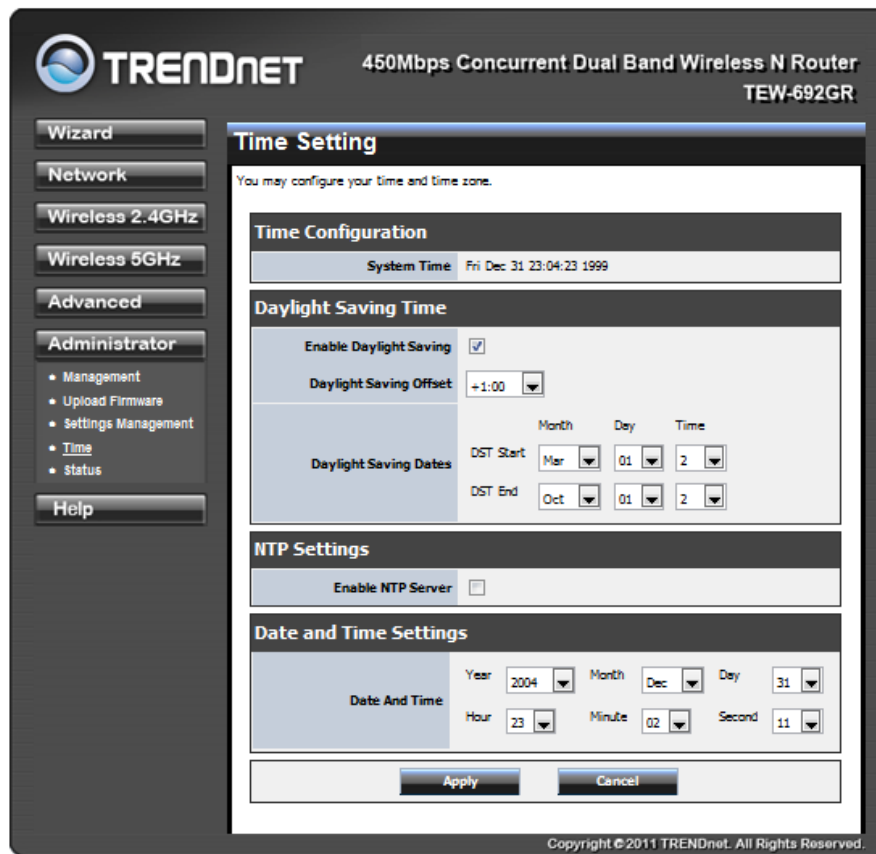 TRENDNET
450Mbps Concurrent Dual Band Wireless N Router
TEW-692GR
Wizard
Network
Wireless 2.4GHz
Wireless 5GHz
Advanced
Administrator
Management
Upload Firmware
Settings Management
Time
Status
Help
Time Setting
You may configure your time and time zone.
Time Configuration
System Time Fri Dec 31 23:04:23 1999
Daylight Saving Time
Enable Daylight Saving
Daylight Saving Offset +1:00
Daylight Saving Dates
Month Day Time
DST Start Mar 01 2
DST End Oct 01 2
NTP Settings
Enable NTP Server
Date and Time Settings
Date And Time
Year 2004 Month Dec Day 31
Hour 23 Minute 02 Second 11
Apply Cancel
Copyright ©2011 TRENDnet. All Rights Reserved.